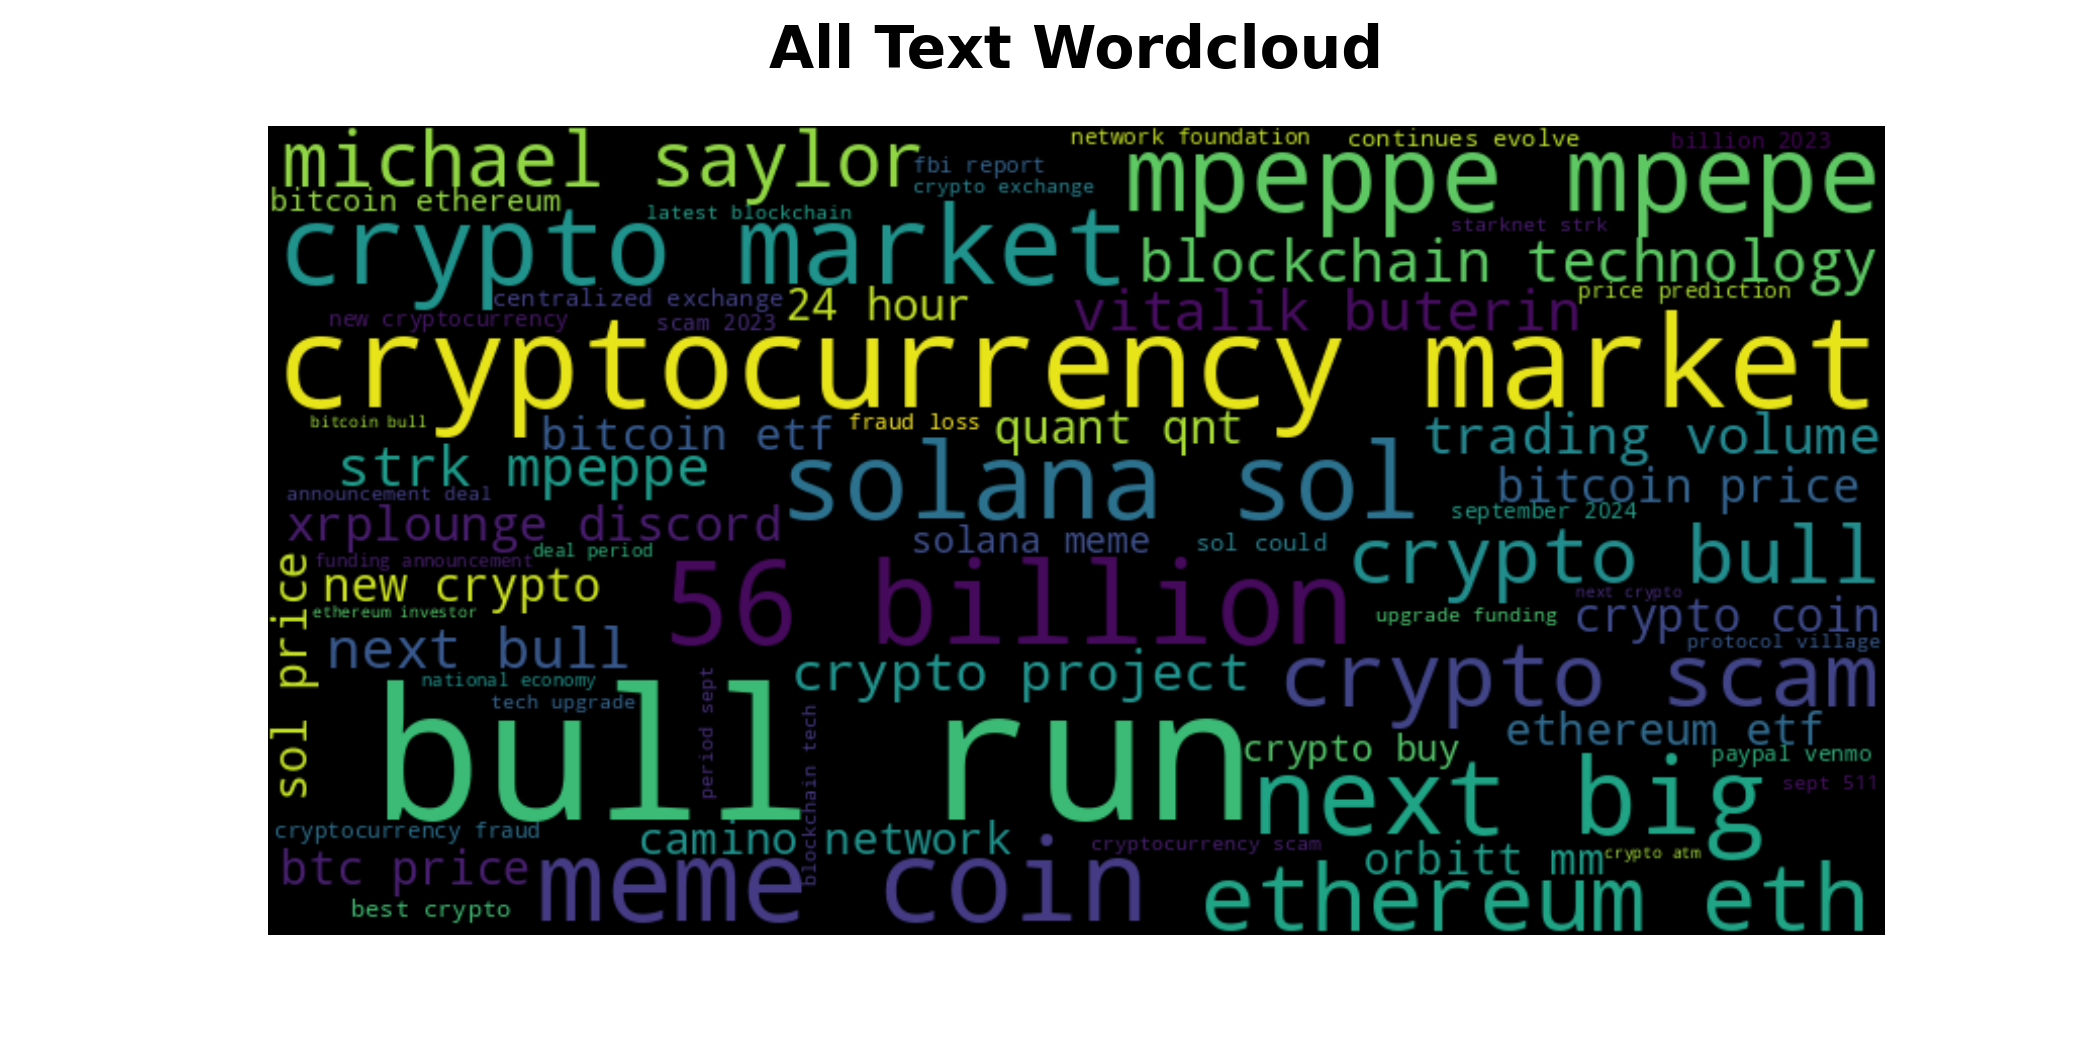 All Text Wordcloud
michael saylor
network foundation
continues evolve
billion 2023
fbi report
crypto exchange
mpeppe mpepe
bitcoin ethereum
latest blockchain
starknet strk
crypto market
blockchain technology
centralized exchange
24 hour
vitalik buterin
price prediction
new cryptocurrency
scam 2023
cryptocurrency market
bitcoin bull
bitcoin etf
fraud loss
quant qnt
trading volume
strk mpeppe
solana sol
bitcoin price
announcement deal
september 2024
xrplounge discord
solana meme
sol could
crypto bull
deal period
funding announcement
new crypto
56 billion
next crypto
ethereum investor
upgrade funding
crypto coin
sol price
next bull
protocol village
crypto project
crypto scam
national economy
tech upgrade
period sept
blockchain tech
bull run
ethereum etf
crypto buy
paypal venmo
next big
sept 511
cryptocurrency fraud
camino network
cryptocurrency scam
orbitt mm
crypto atm
btc price
meme coin
ethereum eth
best crypto